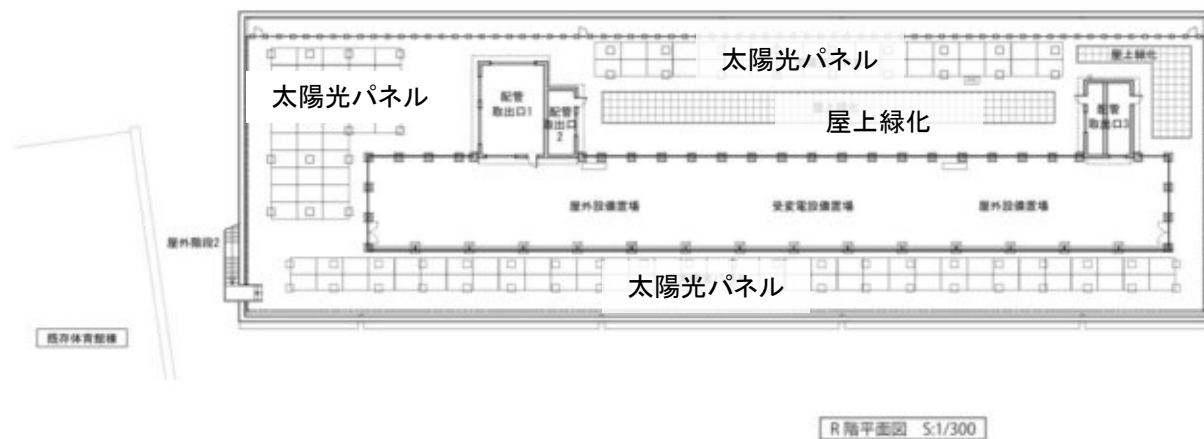 太陽光パネル
屋上緑化
太陽光パネル
配管
取出口1
配管
取出口
2
屋上緑化
配管
取出口3
屋外設備置場
受変電設備置場
屋外設備置場
屋外階段2
太陽光パネル
既存体育館棟
R階平面図 S:1/300